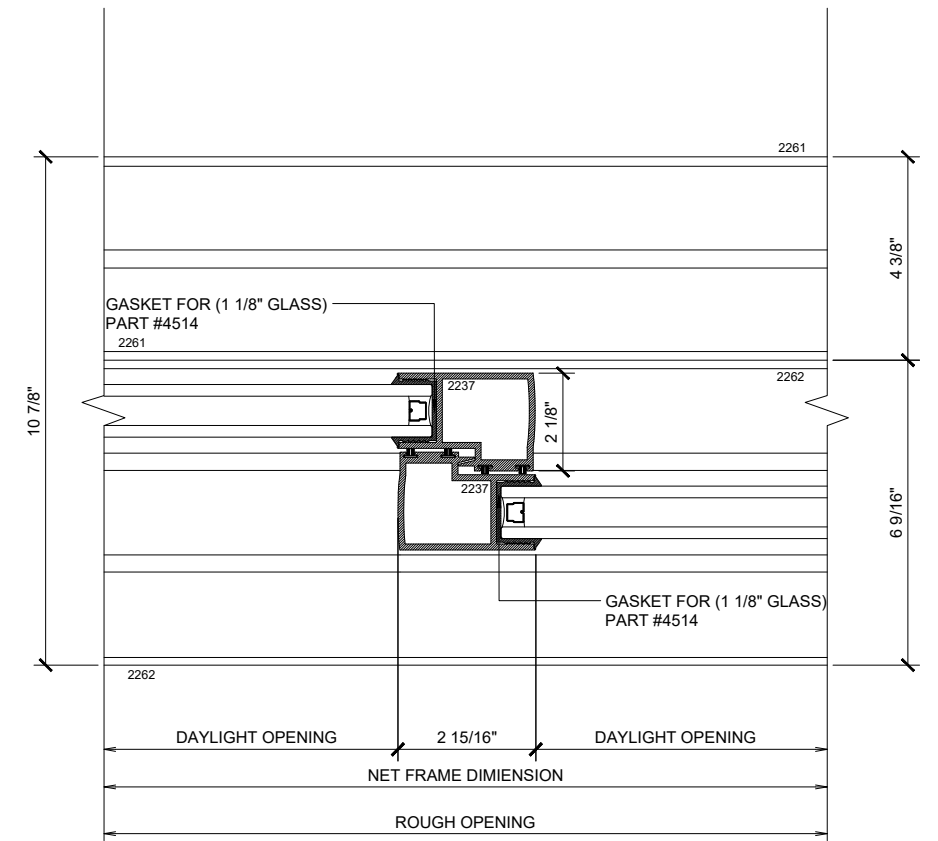 2261
4 3/8"
GASKET FOR (1 1/8" GLASS)
PART #4514
2261
2262
2237
10 7/8"
2 1/8"
2237
6 9/16"
GASKET FOR (1 1/8" GLASS)
PART #4514
2262
DAYLIGHT OPENING
2 15/16"
DAYLIGHT OPENING
NET FRAME DIMIENSION
ROUGH OPENING